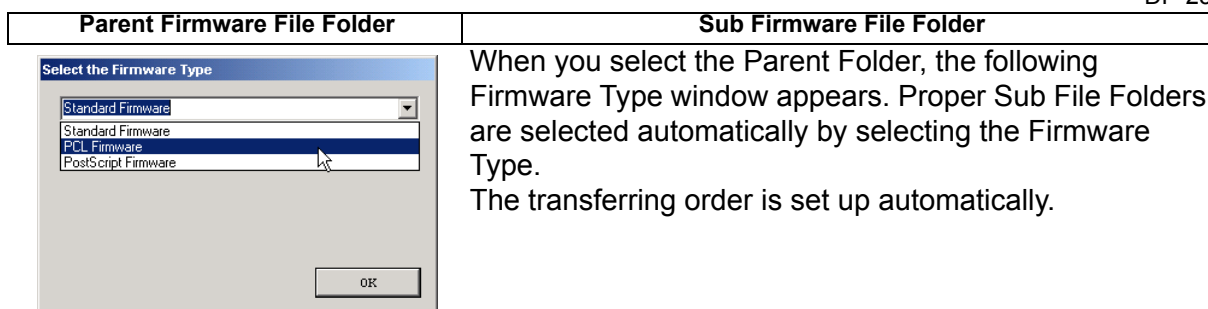 Parent Firmware File Folder
Sub Firmware File Folder
Select the Firmware Type
Standard Firmware
Standard Firmware
PCL Firmware
PostScript Firmware
OK
When you select the Parent Folder, the following
Firmware Type window appears. Proper Sub File Folders
are selected automatically by selecting the Firmware
Type.
The transferring order is set up automatically.